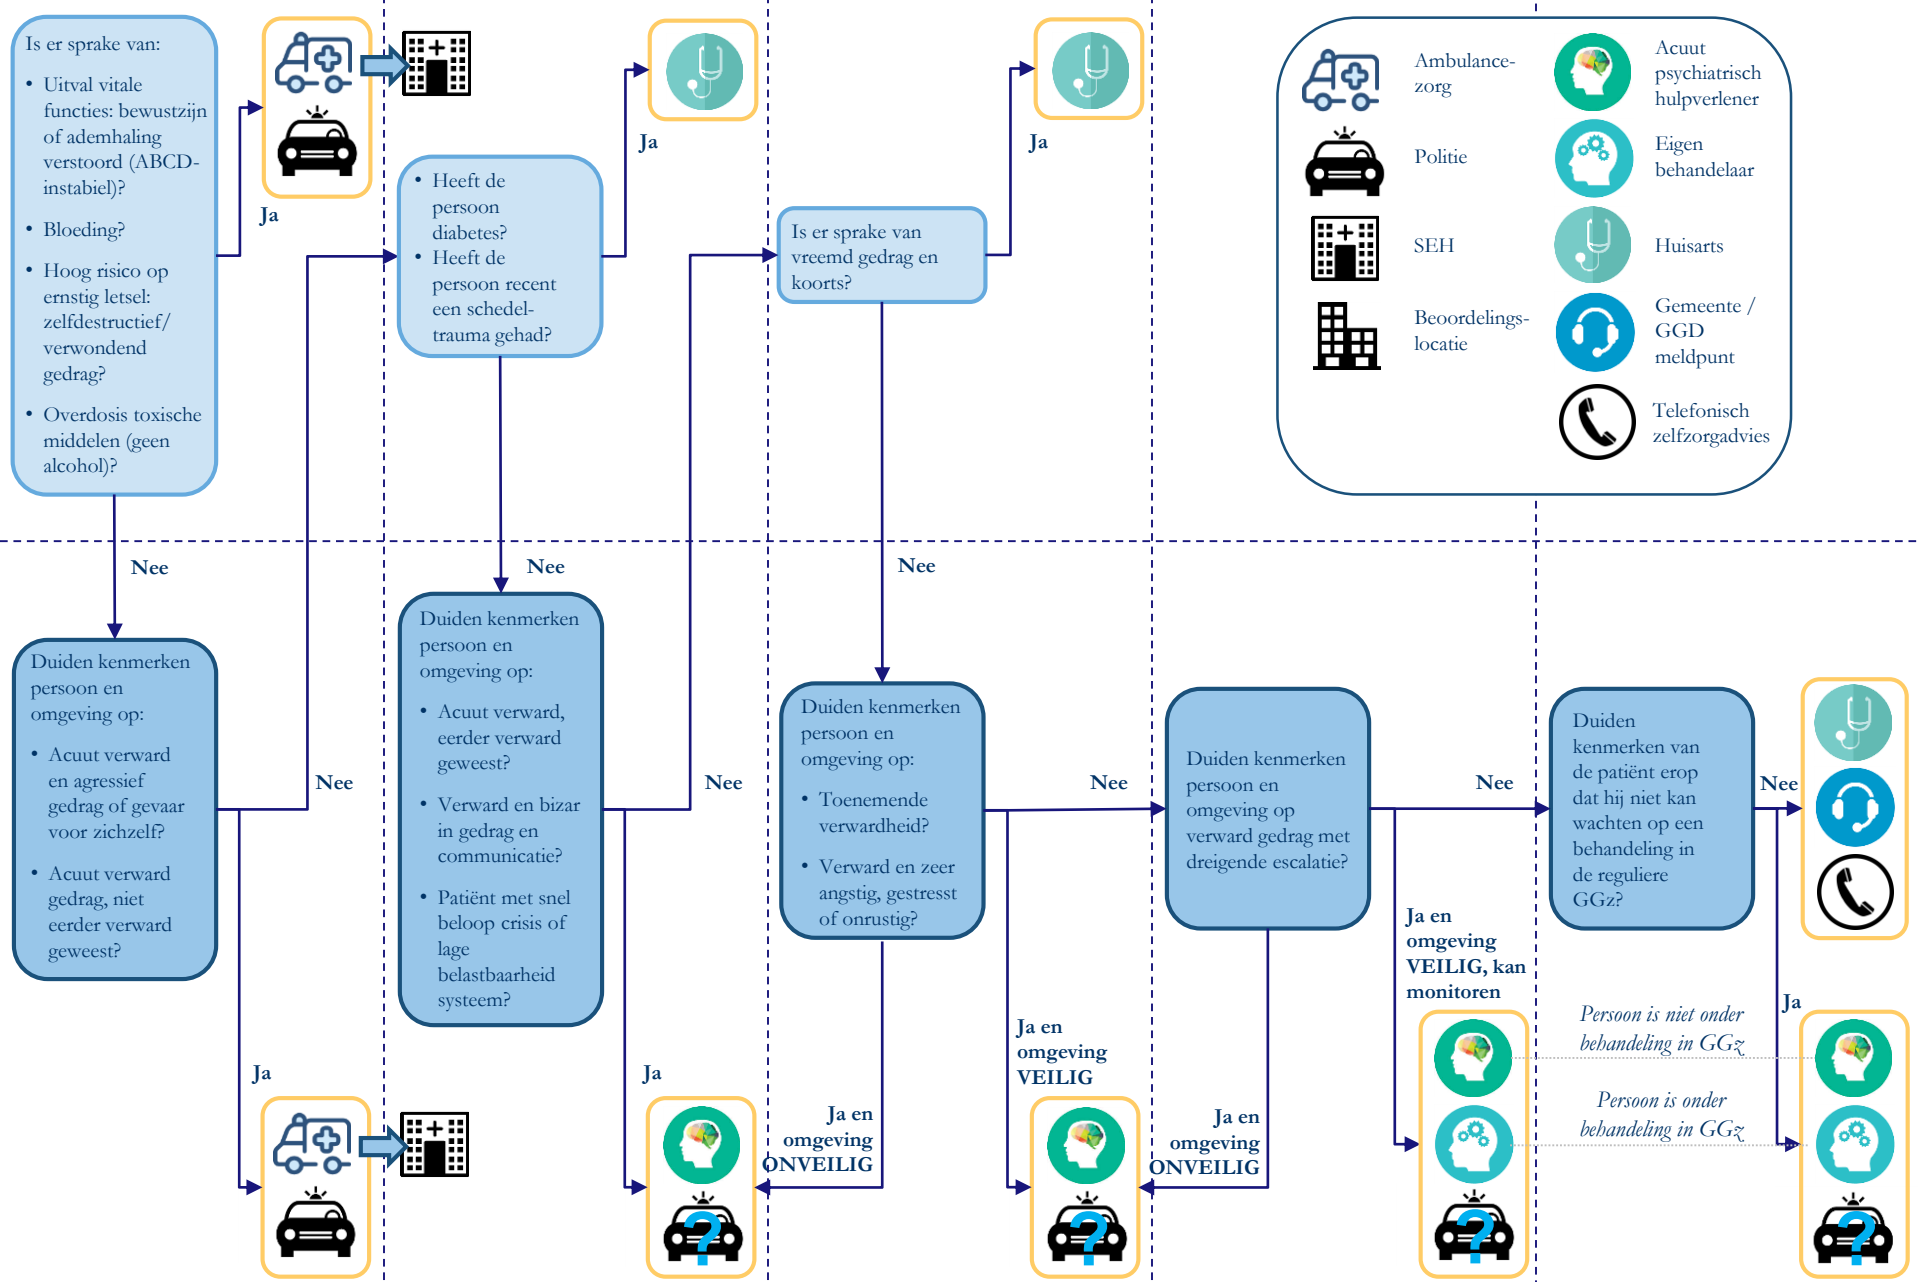 Is er sprake van:
• Uitval vitale
functies: bewustzijn
of ademhaling
verstoord (ABCD-
instabiel)?
• Bloeding?
• Hoog risico op
ernstig letsel:
zelfdestructief/
verwondend
gedrag?
• Overdosis toxische
middelen (geen
alcohol)?
Ja
Nee
Duiden kenmerken
persoon en
omgeving op:
• Acuut verward
en agressief
gedrag of gevaar
voor zichzelf?
• Acuut verward
gedrag, niet
eerder verward
geweest?
Nee
Ja
• Heeft de
persoon
diabetes?
• Heeft de
persoon recent
een schedel-
trauma gehad?
Ja
Nee
Duiden kenmerken
persoon en
omgeving op:
• Acuut verward,
eerder verward
geweest?
• Verward en bizar
in gedrag en
communicatie?
• Patiënt met snel
beloop crisis of
lage
belastbaarheid
systeem?
Nee
Ja
Is er sprake van
vreemd gedrag en
koorts?
Ja
Nee
Duiden kenmerken
persoon en
omgeving op:
• Toenemende
verwardheid?
• Verward en zeer
angstig, gestresst
of onrustig?
Nee
Ja en
omgeving
ONVEILIG
Ja en
omgeving
VEILIG
Duiden kenmerken
persoon en
omgeving op
verward gedrag met
dreigende escalatie?
Nee
Ja en
omgeving
ONVEILIG
Ja en
omgeving
VEILIG, kan
monitoren
Duiden
kenmerken van
de patiënt erop
dat hij niet kan
wachten op een
behandeling in
de reguliere
GGz?
Nee
Ja
Persoon is niet onder
behandeling in GGz
Persoon is onder
behandeling in GGz
?
?
?
?
Ambulance-
zorg
Politie
SEH
Beoordelings-
locatie
Acuut
psychiatrisch
hulpverlener
Eigen
behandelaar
Huisarts
Gemeente /
GGD
meldpunt
Telefonisch
zelfzorgadvies